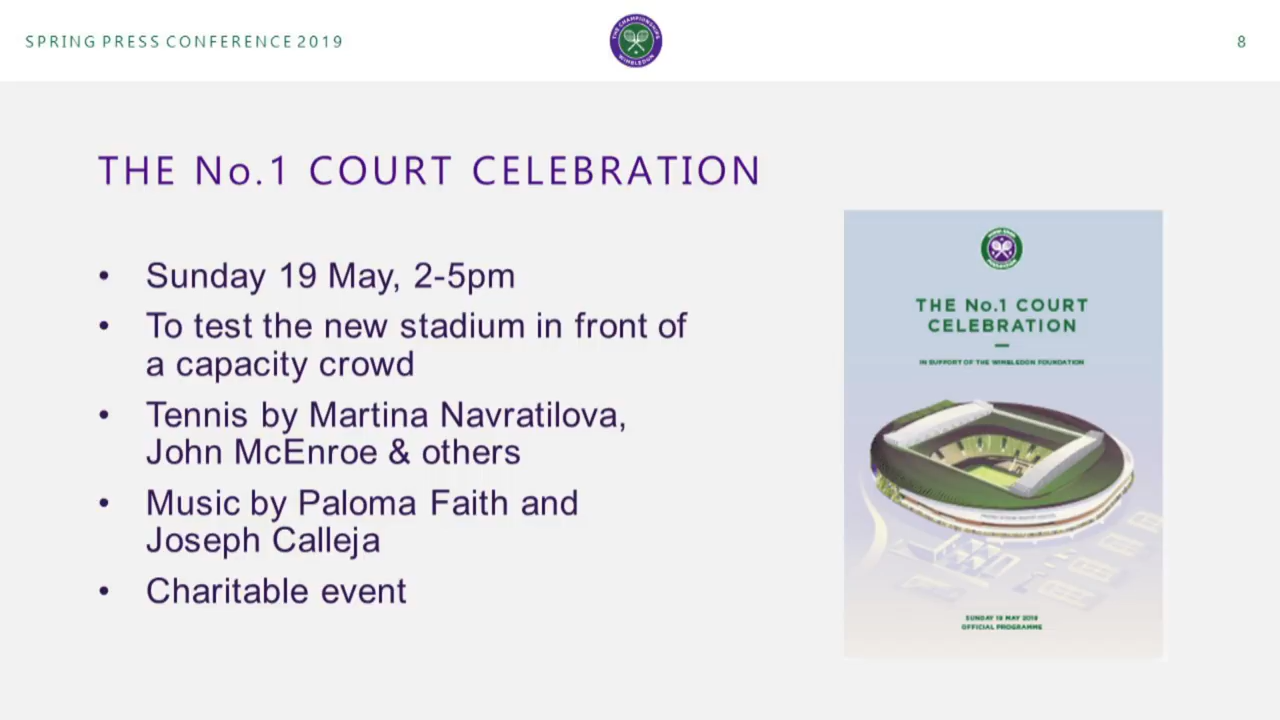 SPRING PRESS CONFERENCE 2019
THE CHAMPIONSHIPS
WIMBLEDON
8
THE No.1 COURT CELEBRATION
• Sunday 19 May, 2-5pm
• To test the new stadium in front of
a capacity crowd
• Tennis by Martina Navratilova,
John McEnroe & others
• Music by Paloma Faith and
Joseph Calleja
• Charitable event
THE No.1 COURT
CELEBRATION
IN SUPPORT OF THE WIMBLEDON FOUNDATION
SUNDAY 19 MAY 2019
OFFICIAL PROGRAMME